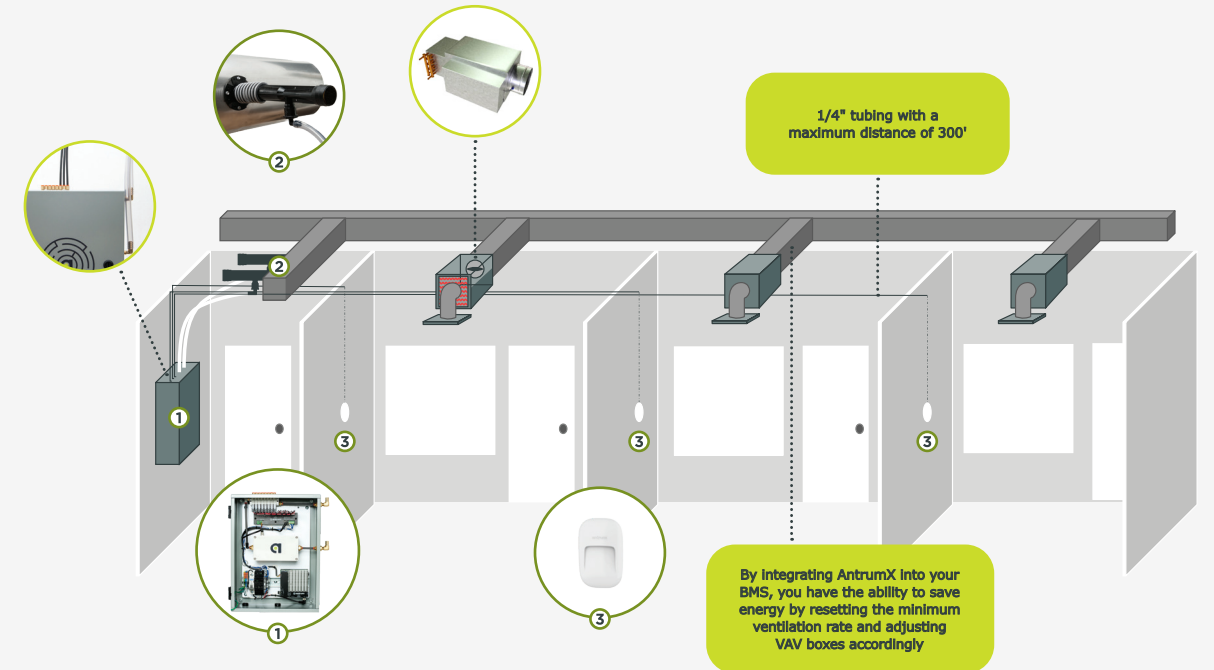 2
1/4" tubing with a
maximum distance of 300'
2
1
3
3
3
1
3
By integrating AntrumX into your
BMS, you have the ability to save
energy by resetting the minimum
ventilation rate and adjusting
VAV boxes accordingly